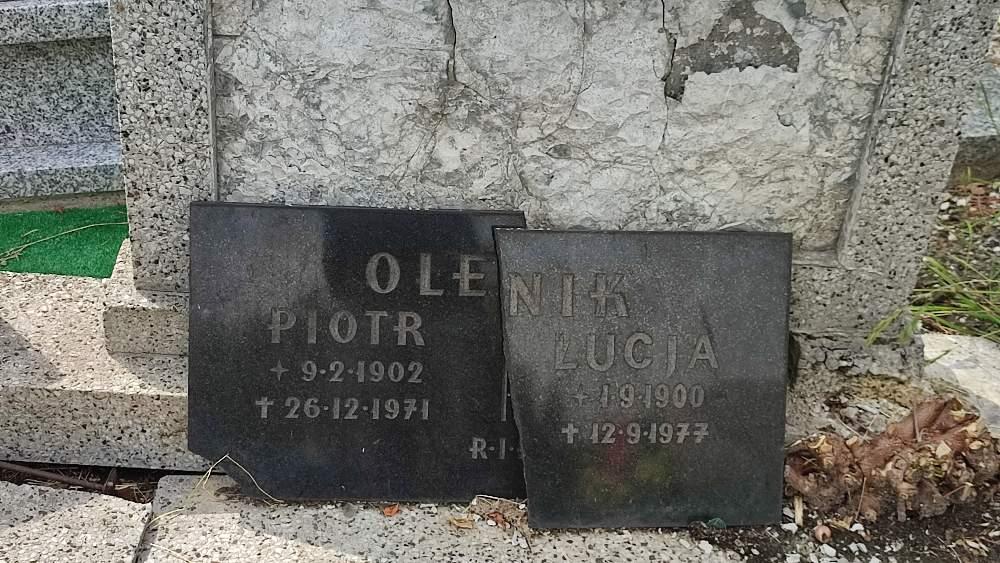 OLENIK
PIOTR
+ 9·2·1902
✝ 26·12·1971
ŁUCJA
+ 1·9·1900
✝ 12·9·1977
R·I·